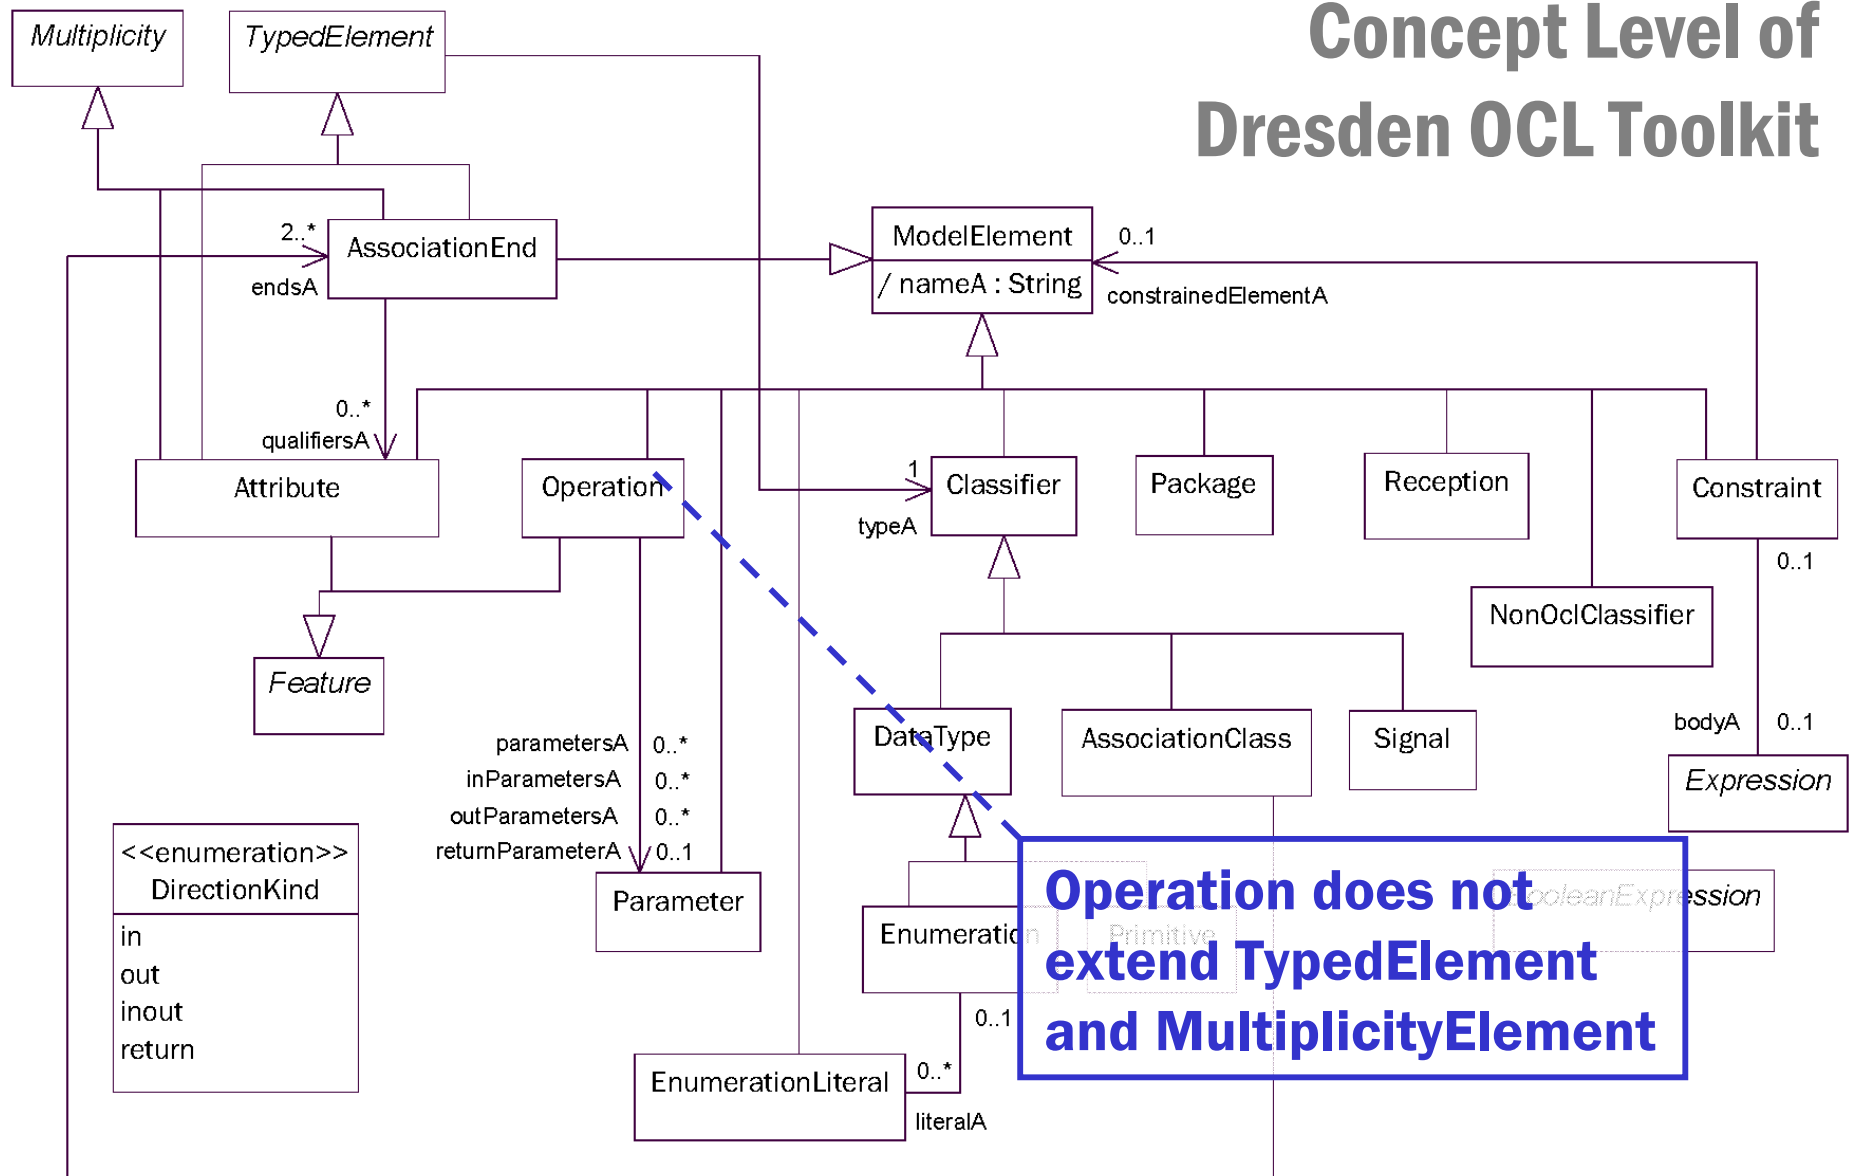 Concept Level of
Dresden OCL Toolkit
Multiplicity
TypedElement
2..*
AssociationEnd
endsA
ModelElement
/ nameA : String
0..1
constrainedElementA
0..*
qualifiersA
Attribute
Operation
1
typeA
Classifier
Package
Reception
Constraint
0..1
NonOclClassifier
Feature
parametersA 0..*
inParametersA 0..*
outParametersA 0..*
returnParameterA 0..1
DataType
AssociationClass
Signal
bodyA 0..1
Expression
<<enumeration>>
DirectionKind
in
out
inout
return
Parameter
Enumeration
Primitive
BooleanExpression
0..1
EnumerationLiteral
0..*
literalA
Operation does not
extend TypedElement
and MultiplicityElement